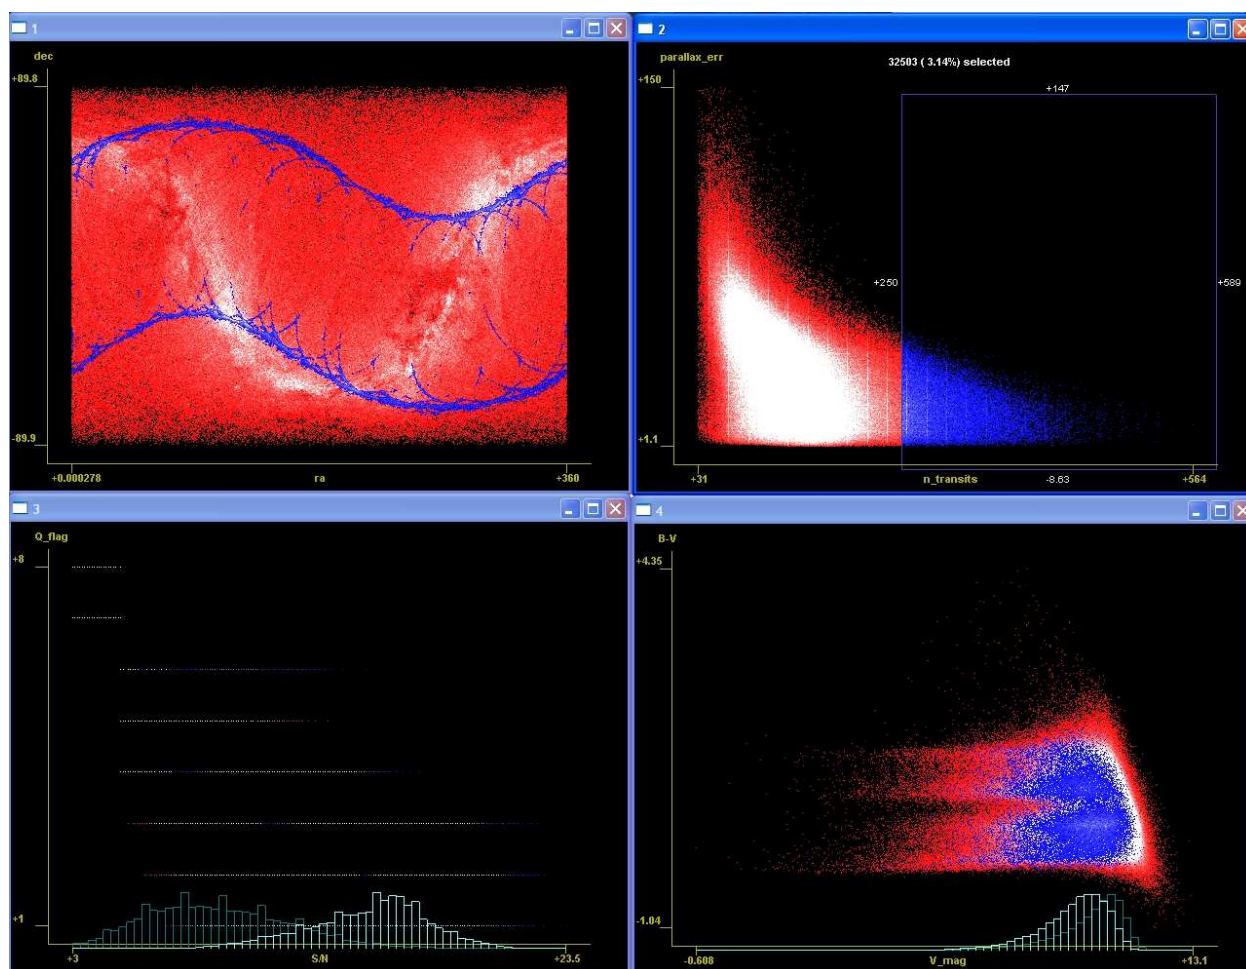 1
dec
+89.8
-89.9
+0.000278
ra
+360
2
parallax_err
32503 ( 3.14%) selected
+150
+147
+250
+589
+1.1
+31
n_transits
-8.63
+564
3
Q_flag
+8
+1
+3
S/N
+23.5
4
B-V
+4.35
-1.04
-0.608
V_mag
+13.1